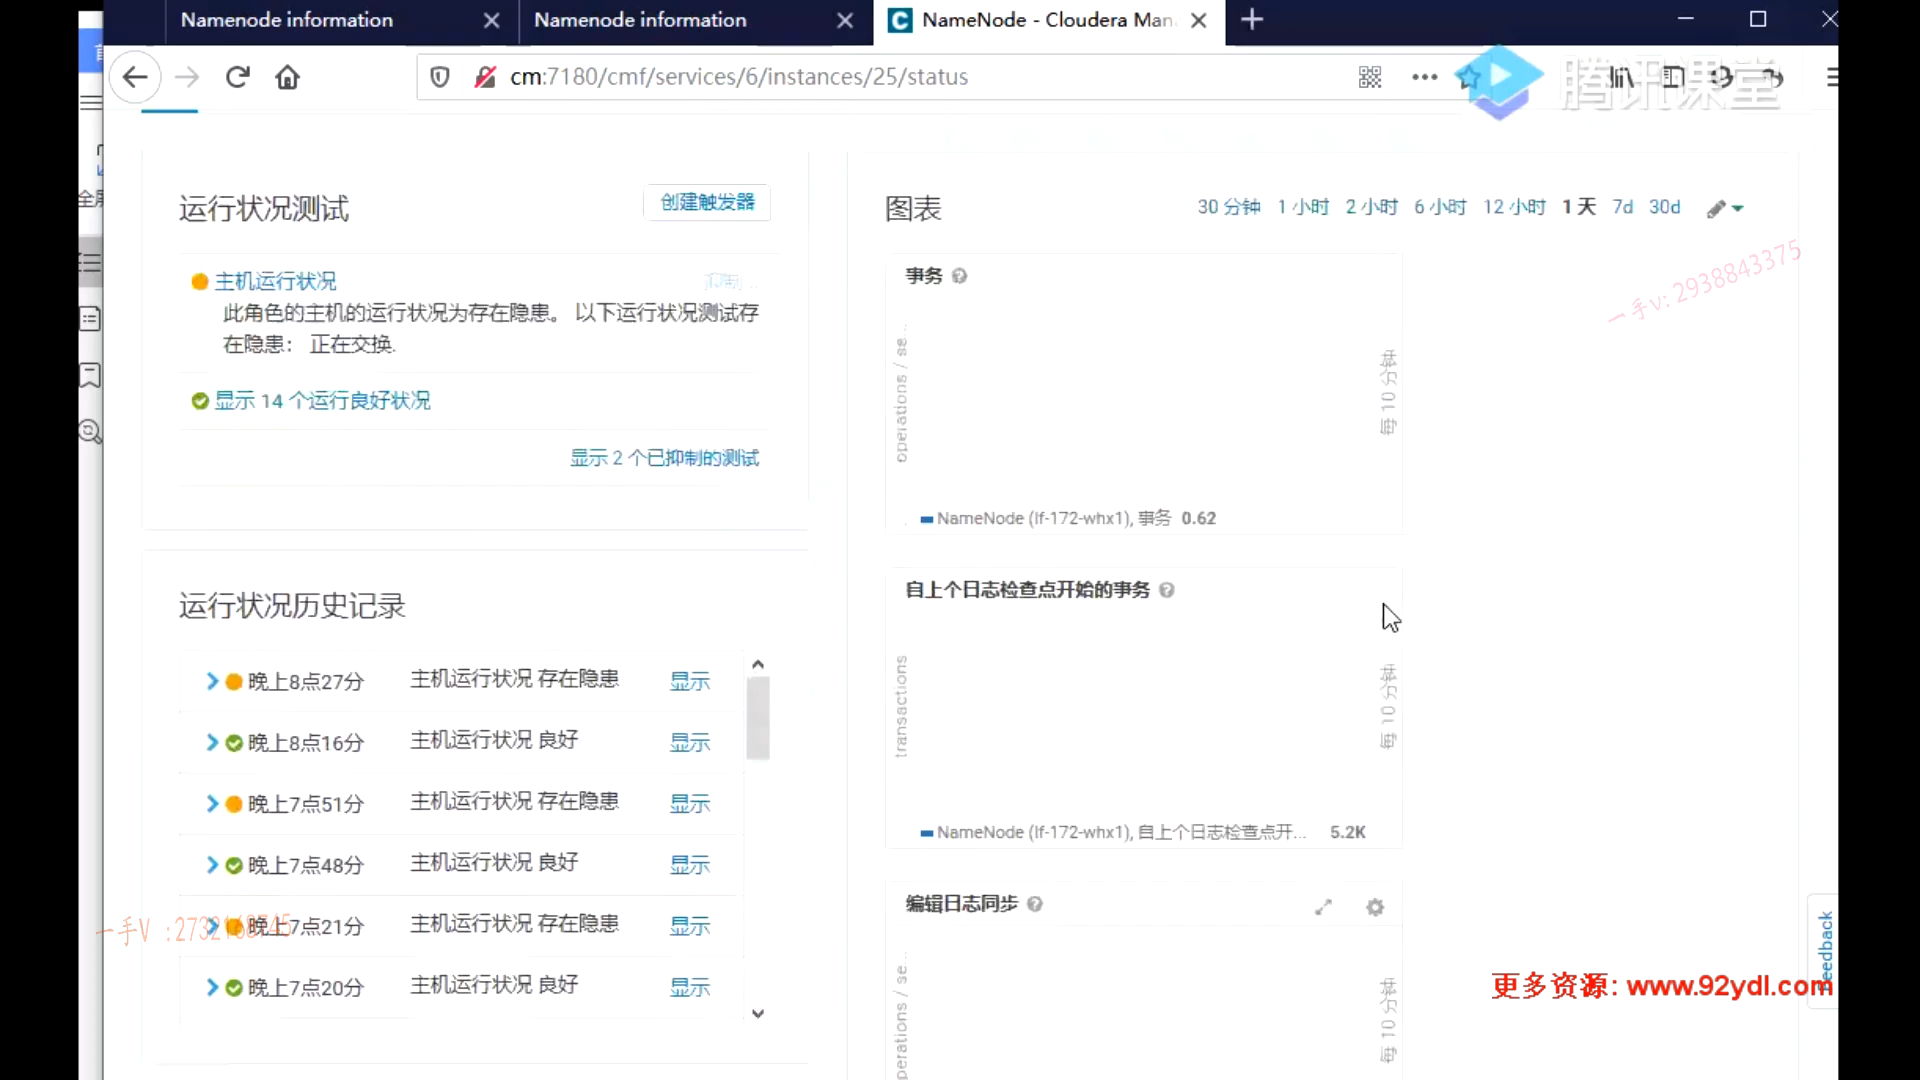 Namenode information
Namenode information
NameNode - Cloudera Man
cm:7180/cmf/services/6/instances/25/status
腾讯课堂
运行状况测试
创建触发器
主机运行状况
抑制...
此角色的主机的运行状况为存在隐患。 以下运行状况测试存
在隐患： 正在交换.
显示 14 个运行良好状况
显示 2 个已抑制的测试
运行状况历史记录
晚上8点27分 主机运行状况 存在隐患 显示
晚上8点16分 主机运行状况 良好 显示
晚上7点51分 主机运行状况 存在隐患 显示
晚上7点48分 主机运行状况 良好 显示
晚上7点21分 主机运行状况 存在隐患 显示
晚上7点20分 主机运行状况 良好 显示
图表
30 分钟 1 小时 2 小时 6 小时 12 小时 1 天 7d 30d
事务
operations / se...
每 10 分钟
NameNode (lf-172-whx1), 事务 0.62
自上个日志检查点开始的事务
transactions
每 10 分钟
NameNode (lf-172-whx1), 自上个日志检查点开... 5.2K
编辑日志同步
perations / se...
每 10 分钟
一手v: 2938843375
更多资源: www.92ydl.com